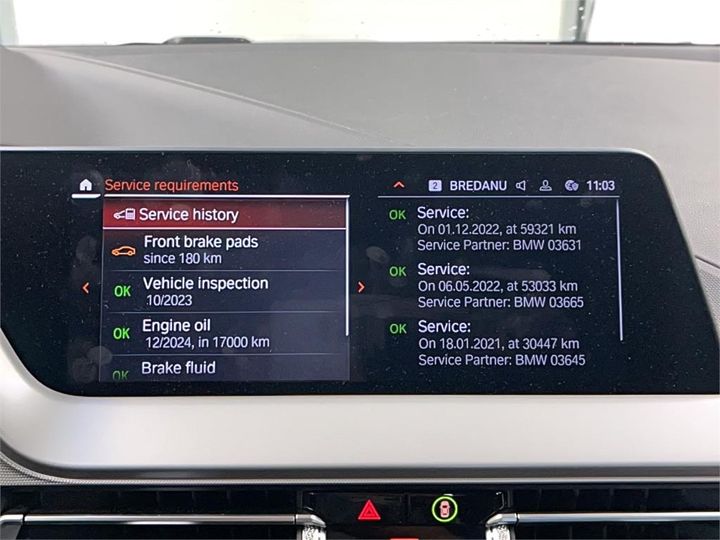 Service requirements
2 BREDANU 11:03
Service history
Front brake pads
since 180 km
OK Vehicle inspection
10/2023
OK Engine oil
12/2024, in 17000 km
OK Brake fluid
OK Service:
On 01.12.2022, at 59321 km
Service Partner: BMW 03631
OK Service:
On 06.05.2022, at 53033 km
Service Partner: BMW 03665
OK Service:
On 18.01.2021, at 30447 km
Service Partner: BMW 03645